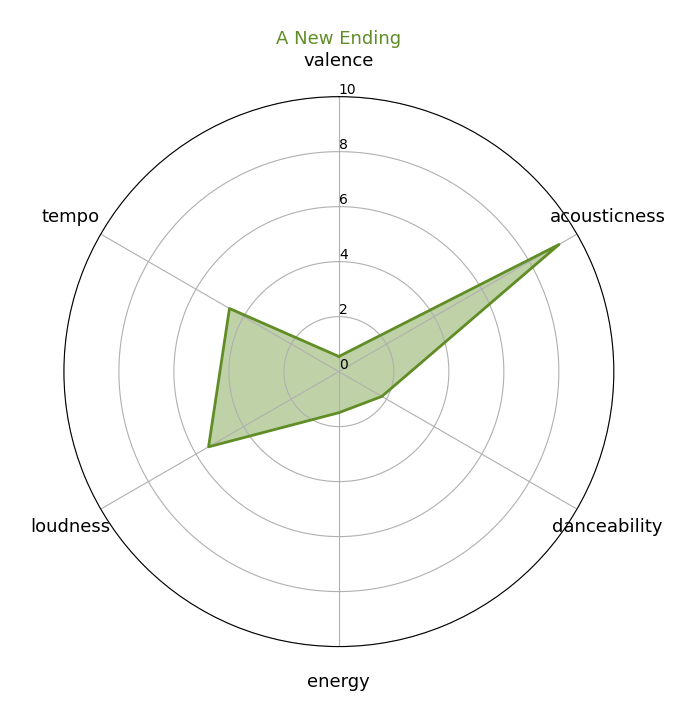 A New Ending
valence
10
8
tempo
6
acousticness
4
2
0
loudness
danceability
energy